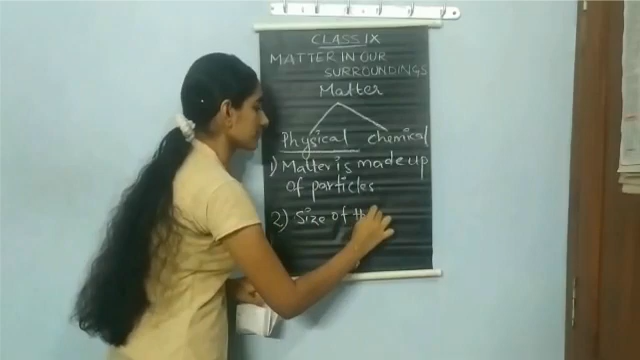 CLASS IX
MATTER IN OUR
SURROUNDINGS
Matter
Physical chemical
1) Matter is made up
of particles
2) Size of th